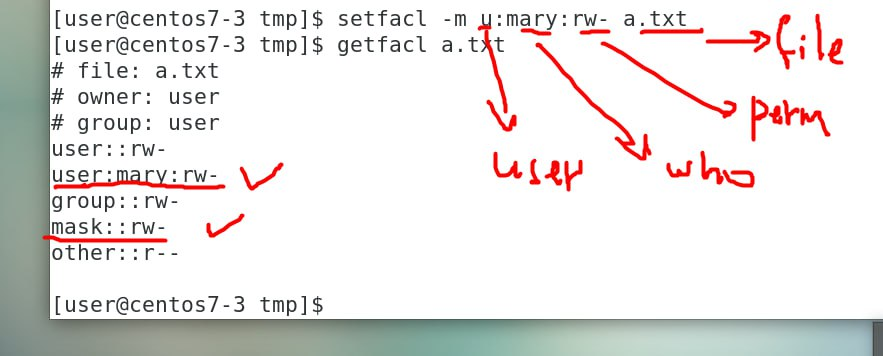 [user@centos7-3 tmp]$ setfacl -m u:mary:rw- a.txt
[user@centos7-3 tmp]$ getfacl a.txt
file
# file: a.txt
# owner: user
# group: user
perm
user::rw-
user:mary:rw-
user who
group::rw-
mask::rw-
other::r--
[user@centos7-3 tmp]$